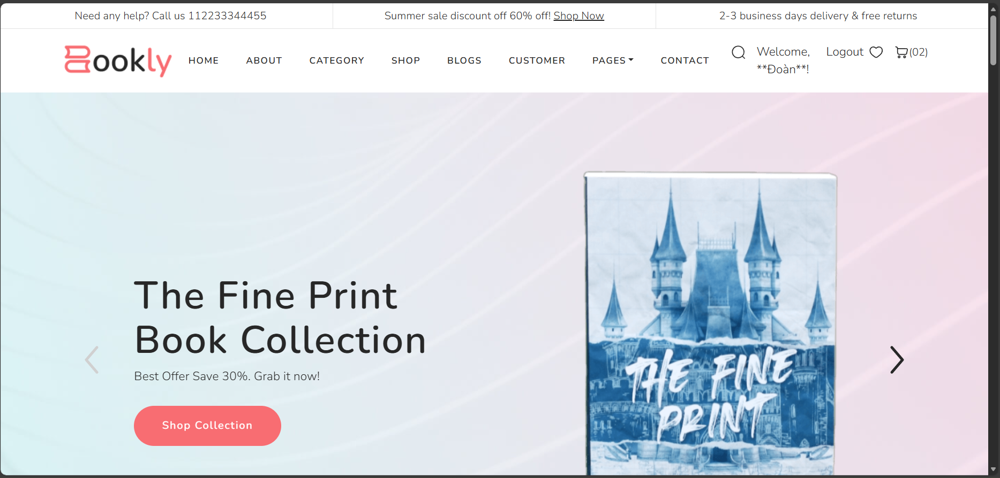 Need any help? Call us 112233344455
Summer sale discount off 60% off! Shop Now
2-3 business days delivery & free returns
Bookly
HOME
ABOUT
CATEGORY
SHOP
BLOGS
CUSTOMER
PAGES
CONTACT
Welcome,
**Đoàn**!
Logout
(02)
The Fine Print
Book Collection
Best Offer Save 30%. Grab it now!
Shop Collection
THE FINE
PRINT